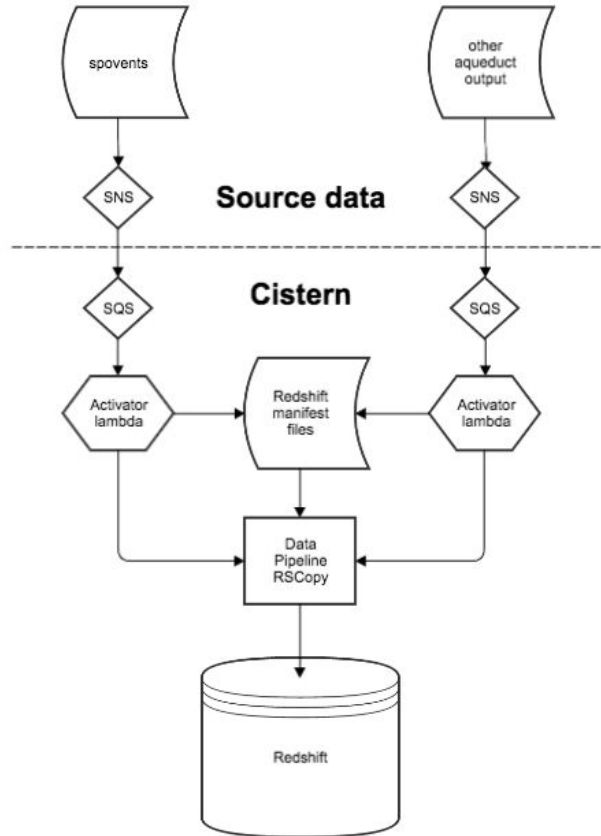 spovents
other
aqueduct
output
SNS
Source data
SNS
Cistern
SQS
SQS
Activator
lambda
Redshift
manifest
files
Activator
lambda
Data
Pipeline
RSCopy
Redshift